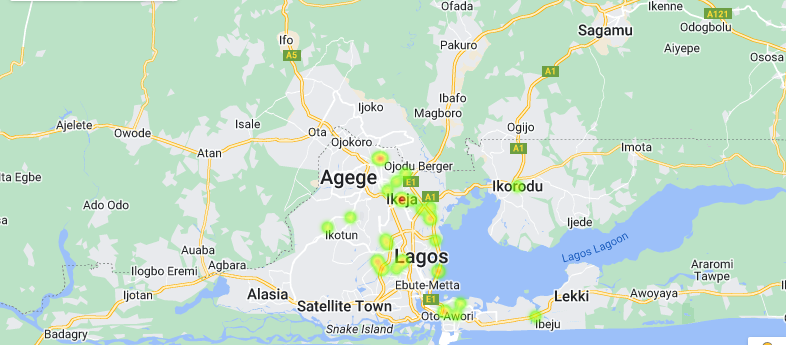 Ofada
Ikenne
A121
Sagamu
Odogbolu
Ifo
A5
Pakuro
Aiyepe
Ososa
A1
Ijoko
Ibafo
Magboro
Ajelete
Owode
Isale
Ota
Ojokoro
Ogijo
Atan
A1
Imota
Ojodu Berger
lta Egbe
Agege
E1
Ikorodu
Ado Odo
Ikeja
A1
Ijede
Ikotun
Lagos Lagoon
Auaba
Agbara
Lagos
Ilogbo Eremi
Araromi
Tawpe
Ijotan
Alasia
Ebute-Metta
Lekki
Awoyaya
Satellite Town
E1
Oto-Awori
Ibeju
Snake Island
Badagry